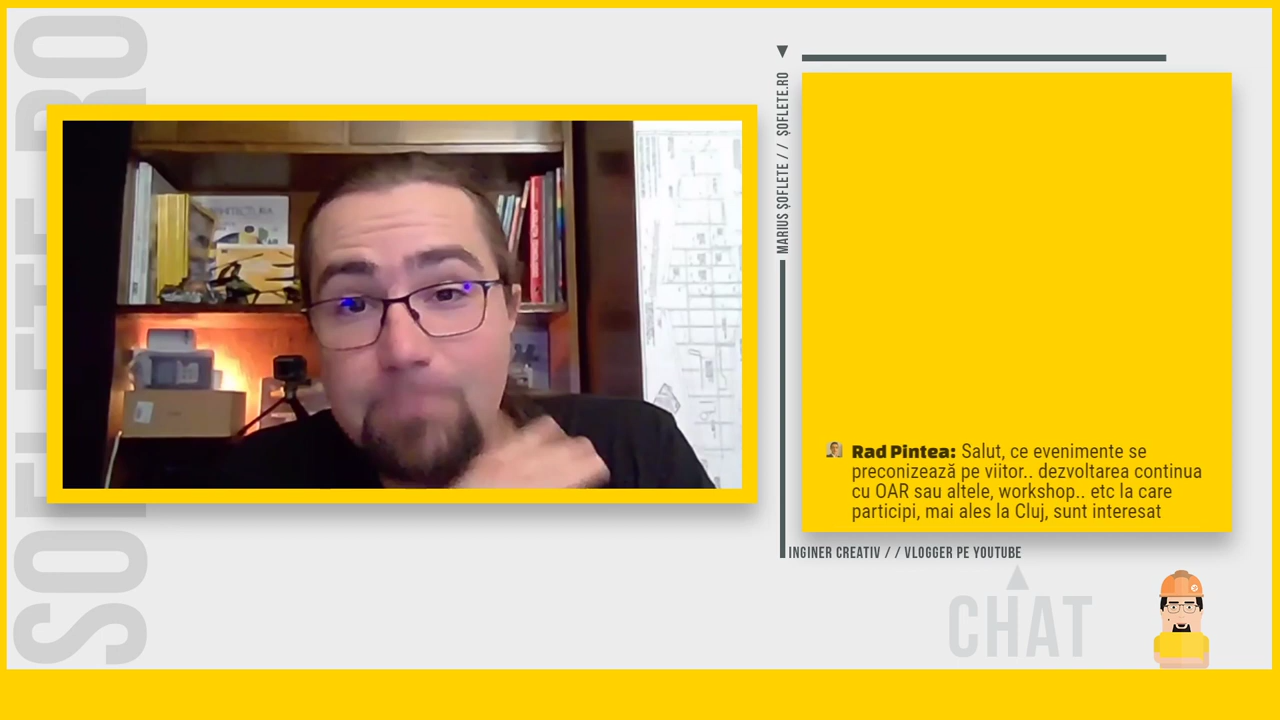 SOFLETE.RO
MARIUS ȘOFLETE // ȘOFLETE.RO
Rad Pintea: Salut, ce evenimente se
preconizează pe viitor.. dezvoltarea continua
cu OAR sau altele, workshop.. etc la care
participi, mai ales la Cluj, sunt interesat
INGINER CREATIV // VLOGGER PE YOUTUBE
CHAT